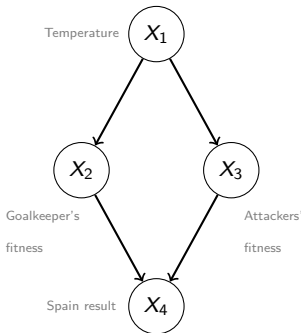 Temperature
X₁
X₂
X₃
Goalkeeper's
fitness
Attackers'
fitness
Spain result
X₄